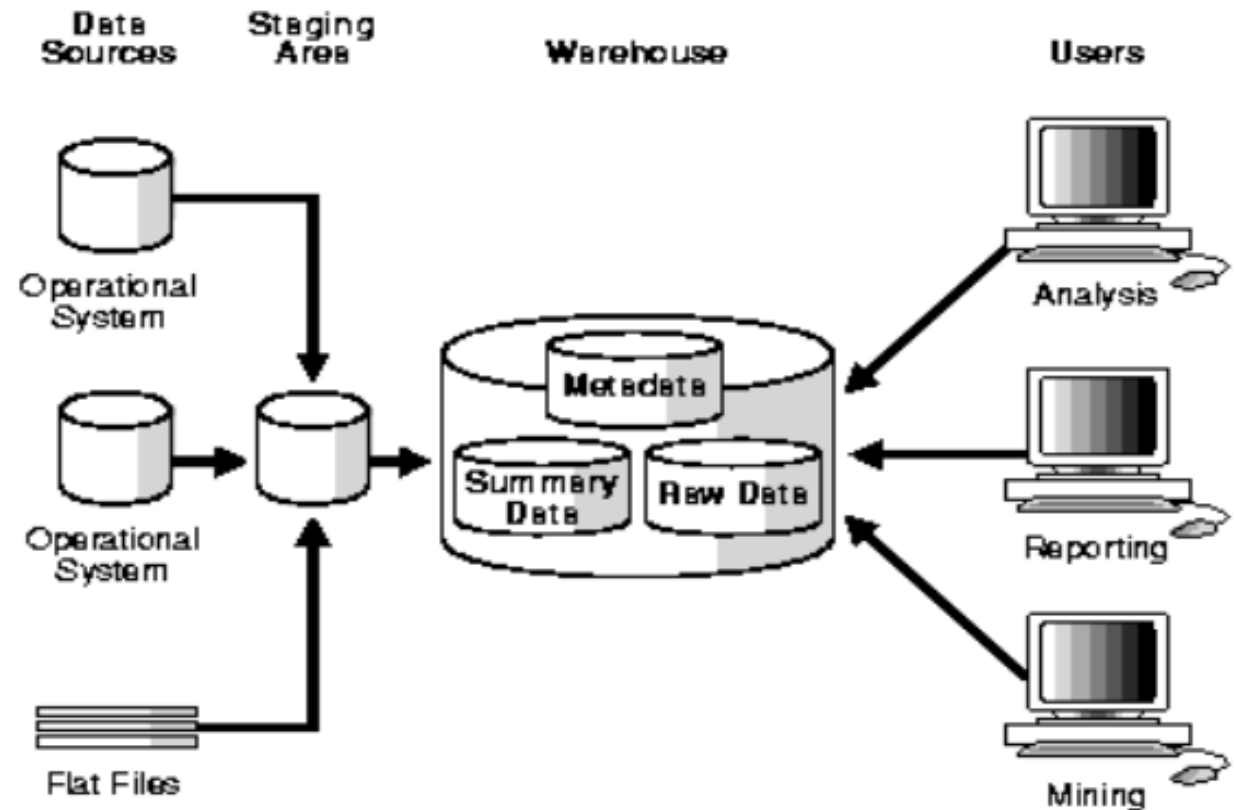 Data
Sources
Staging
Area
Warehouse
Users
Operational
System
Analysis
Metadata
Operational
System
Summary
Data
Raw Data
Reporting
Flat Files
Mining